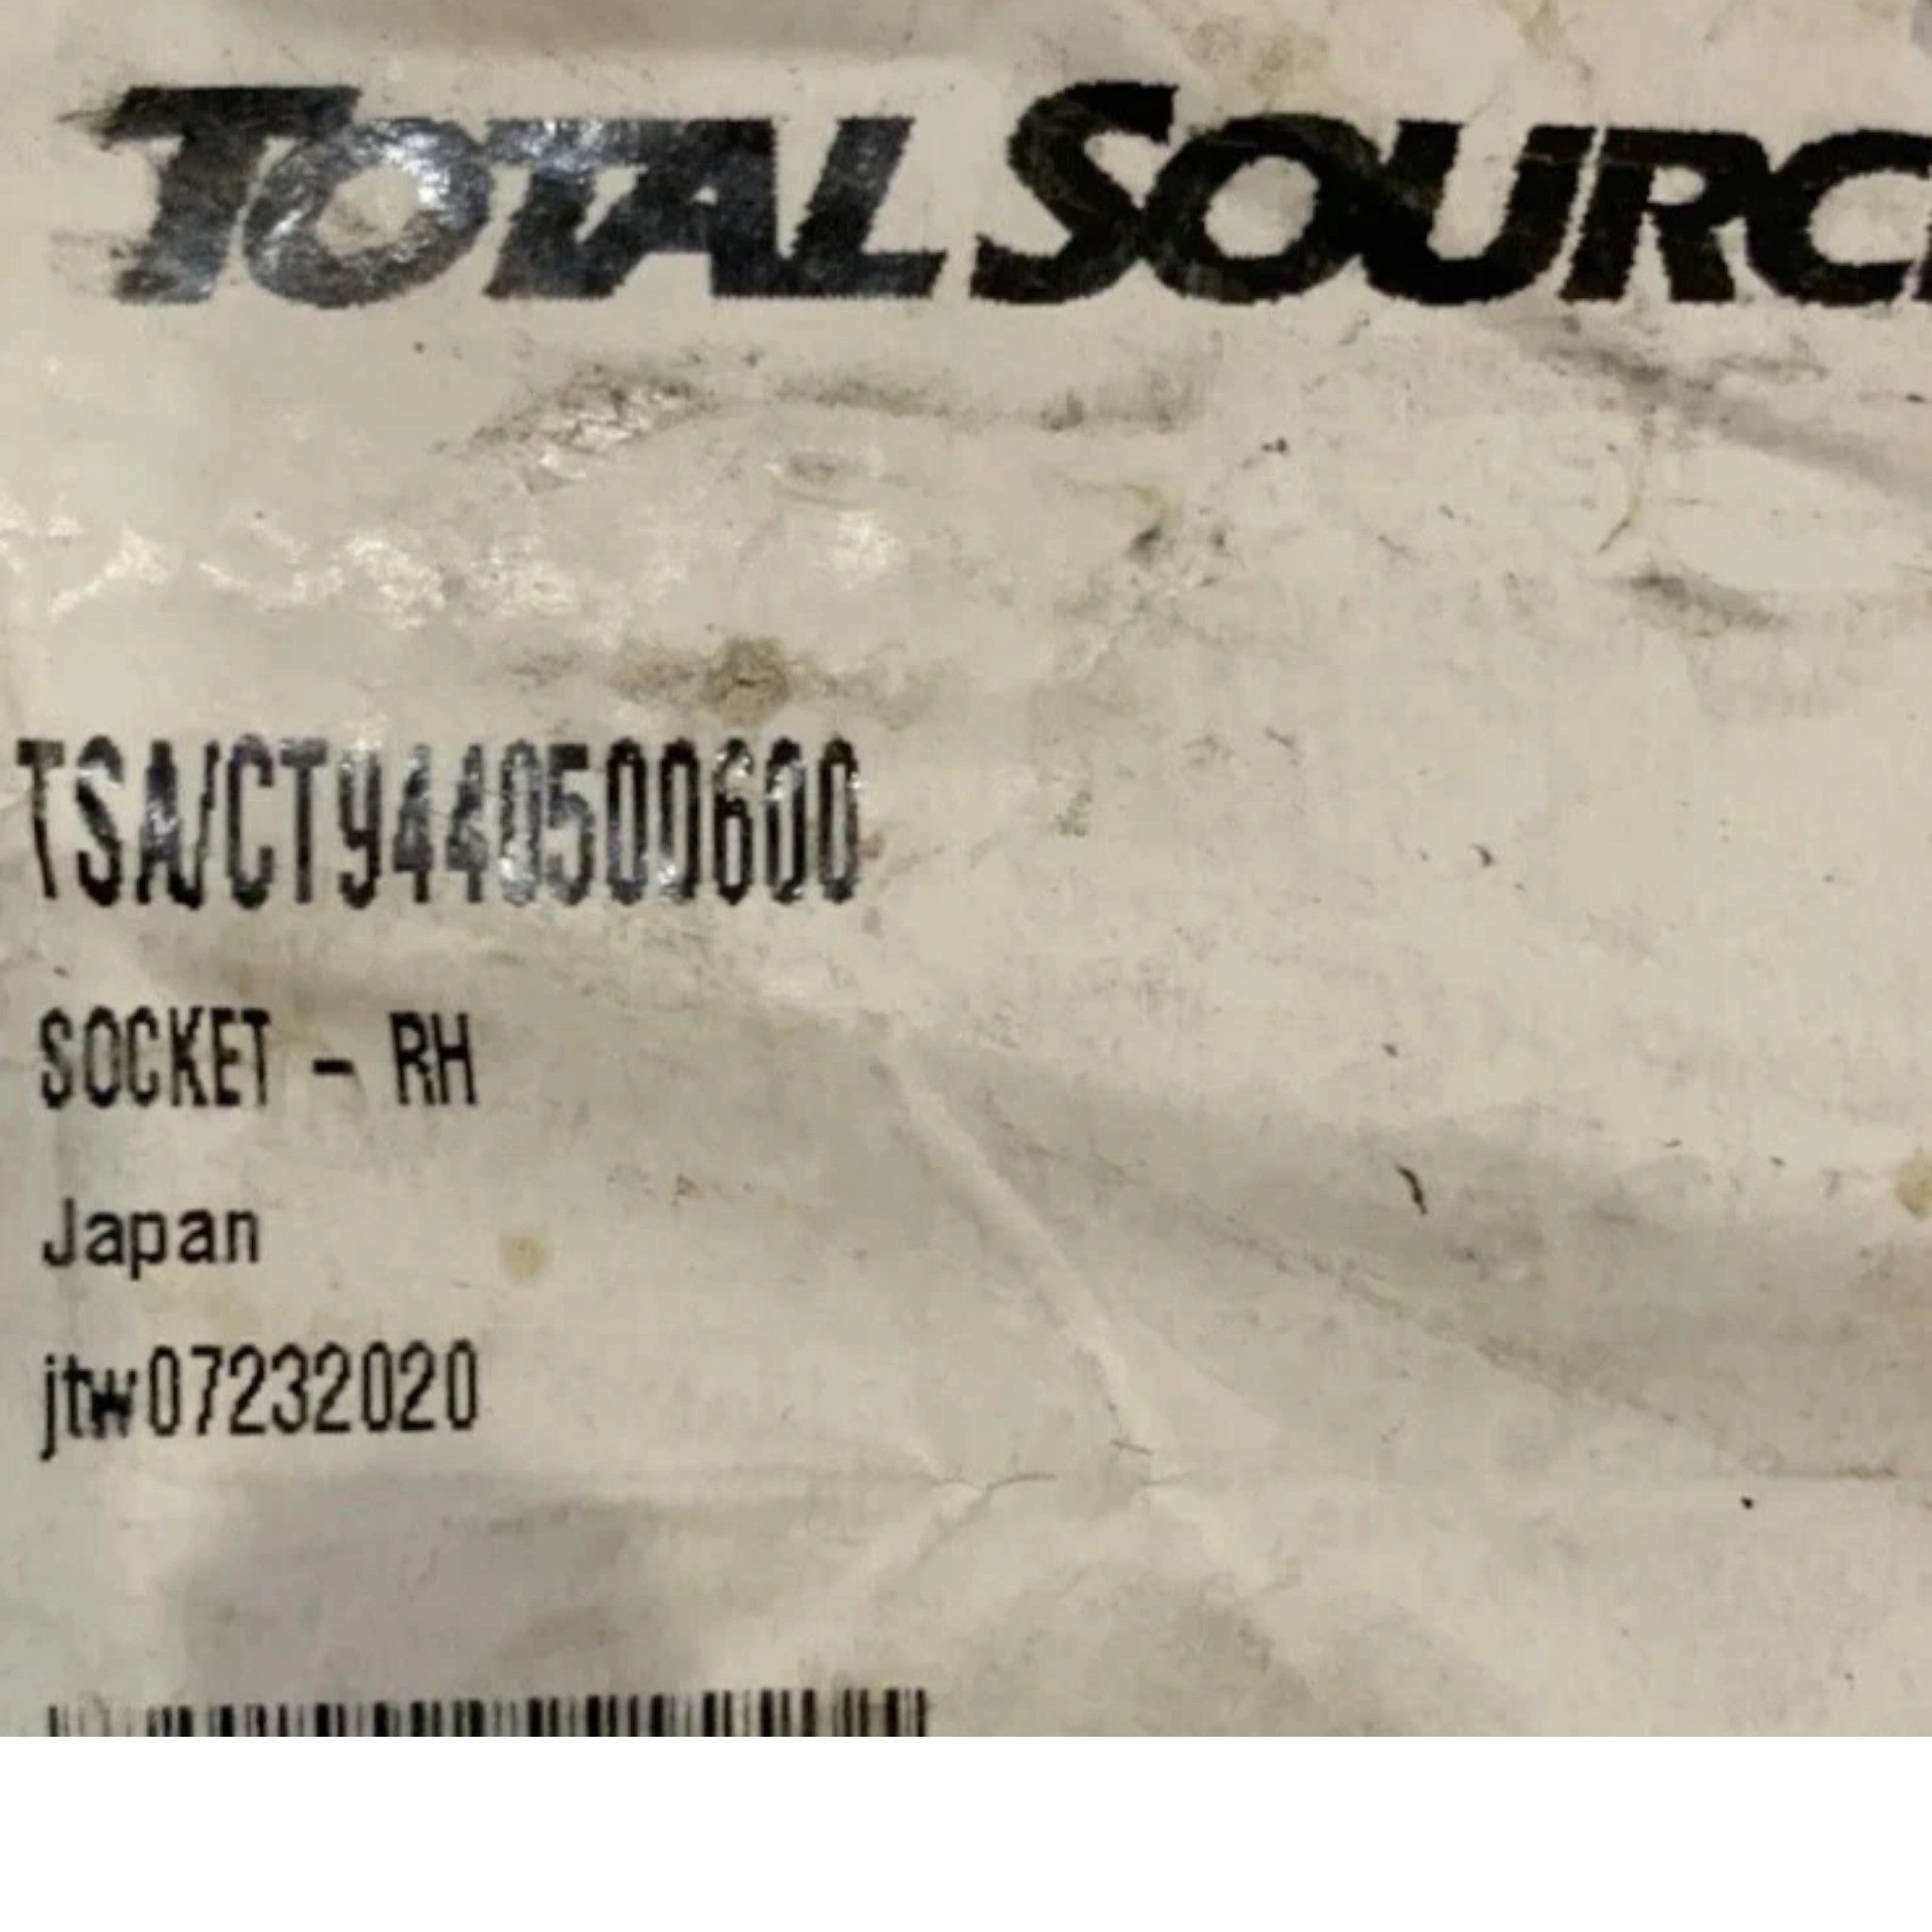 TOTAL SOURC
TSA/CT9440500600
SOCKET - RH
Japan
jtw07232020